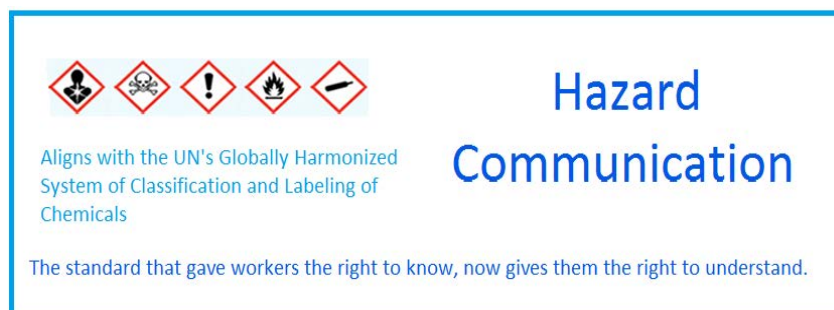 Hazard
Communication
Aligns with the UN's Globally Harmonized
System of Classification and Labeling of
Chemicals
The standard that gave workers the right to know, now gives them the right to understand.